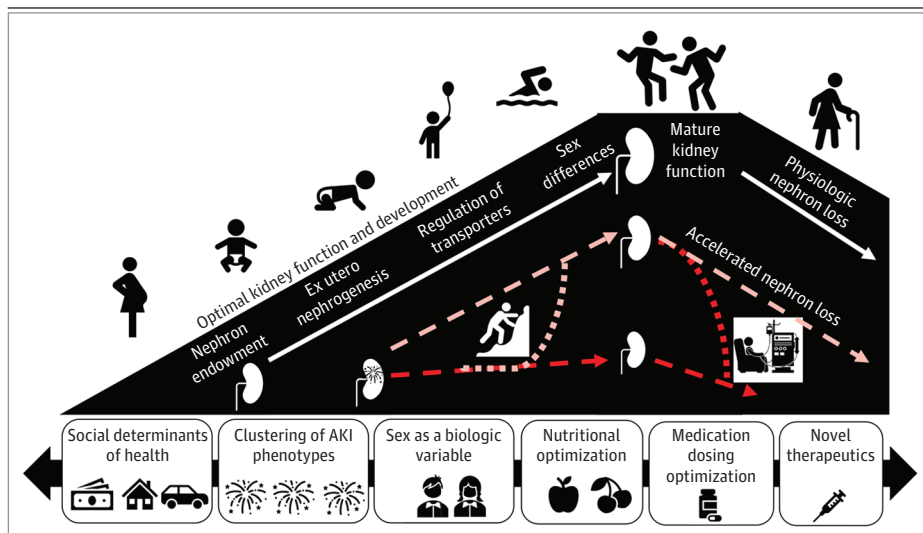 Optimal kidney function and development
Nephron
endowment
Ex utero
nephrogenesis
Regulation of
transporters
Sex
differences
Mature
kidney
function
Physiologic
nephron loss
Accelerated nephron loss
Social determinants
of health
Clustering of AKI
phenotypes
Sex as a biologic
variable
Nutritional
optimization
Medication
dosing
optimization
Novel
therapeutics